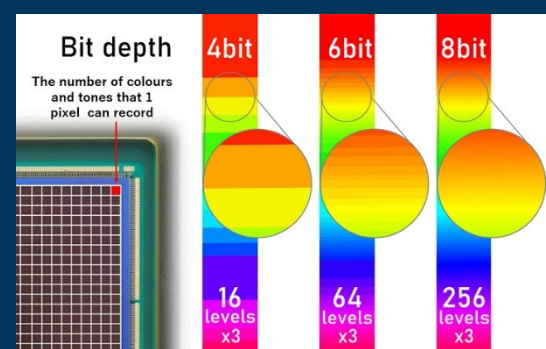 Bit depth
The number of colours
and tones that 1
pixel can record
4bit
6bit
8bit
16
levels
x3
64
levels
x3
256
levels
x3